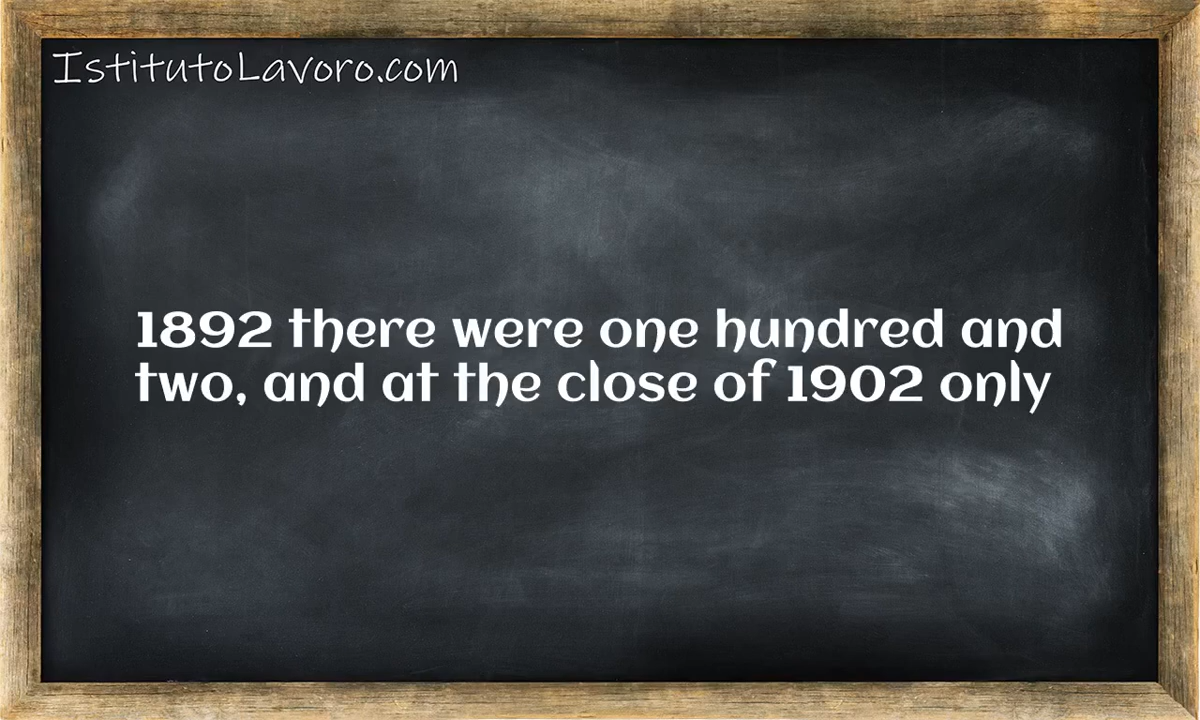 IstitutoLavoro.com
1892 there were one hundred and
two, and at the close of 1902 only